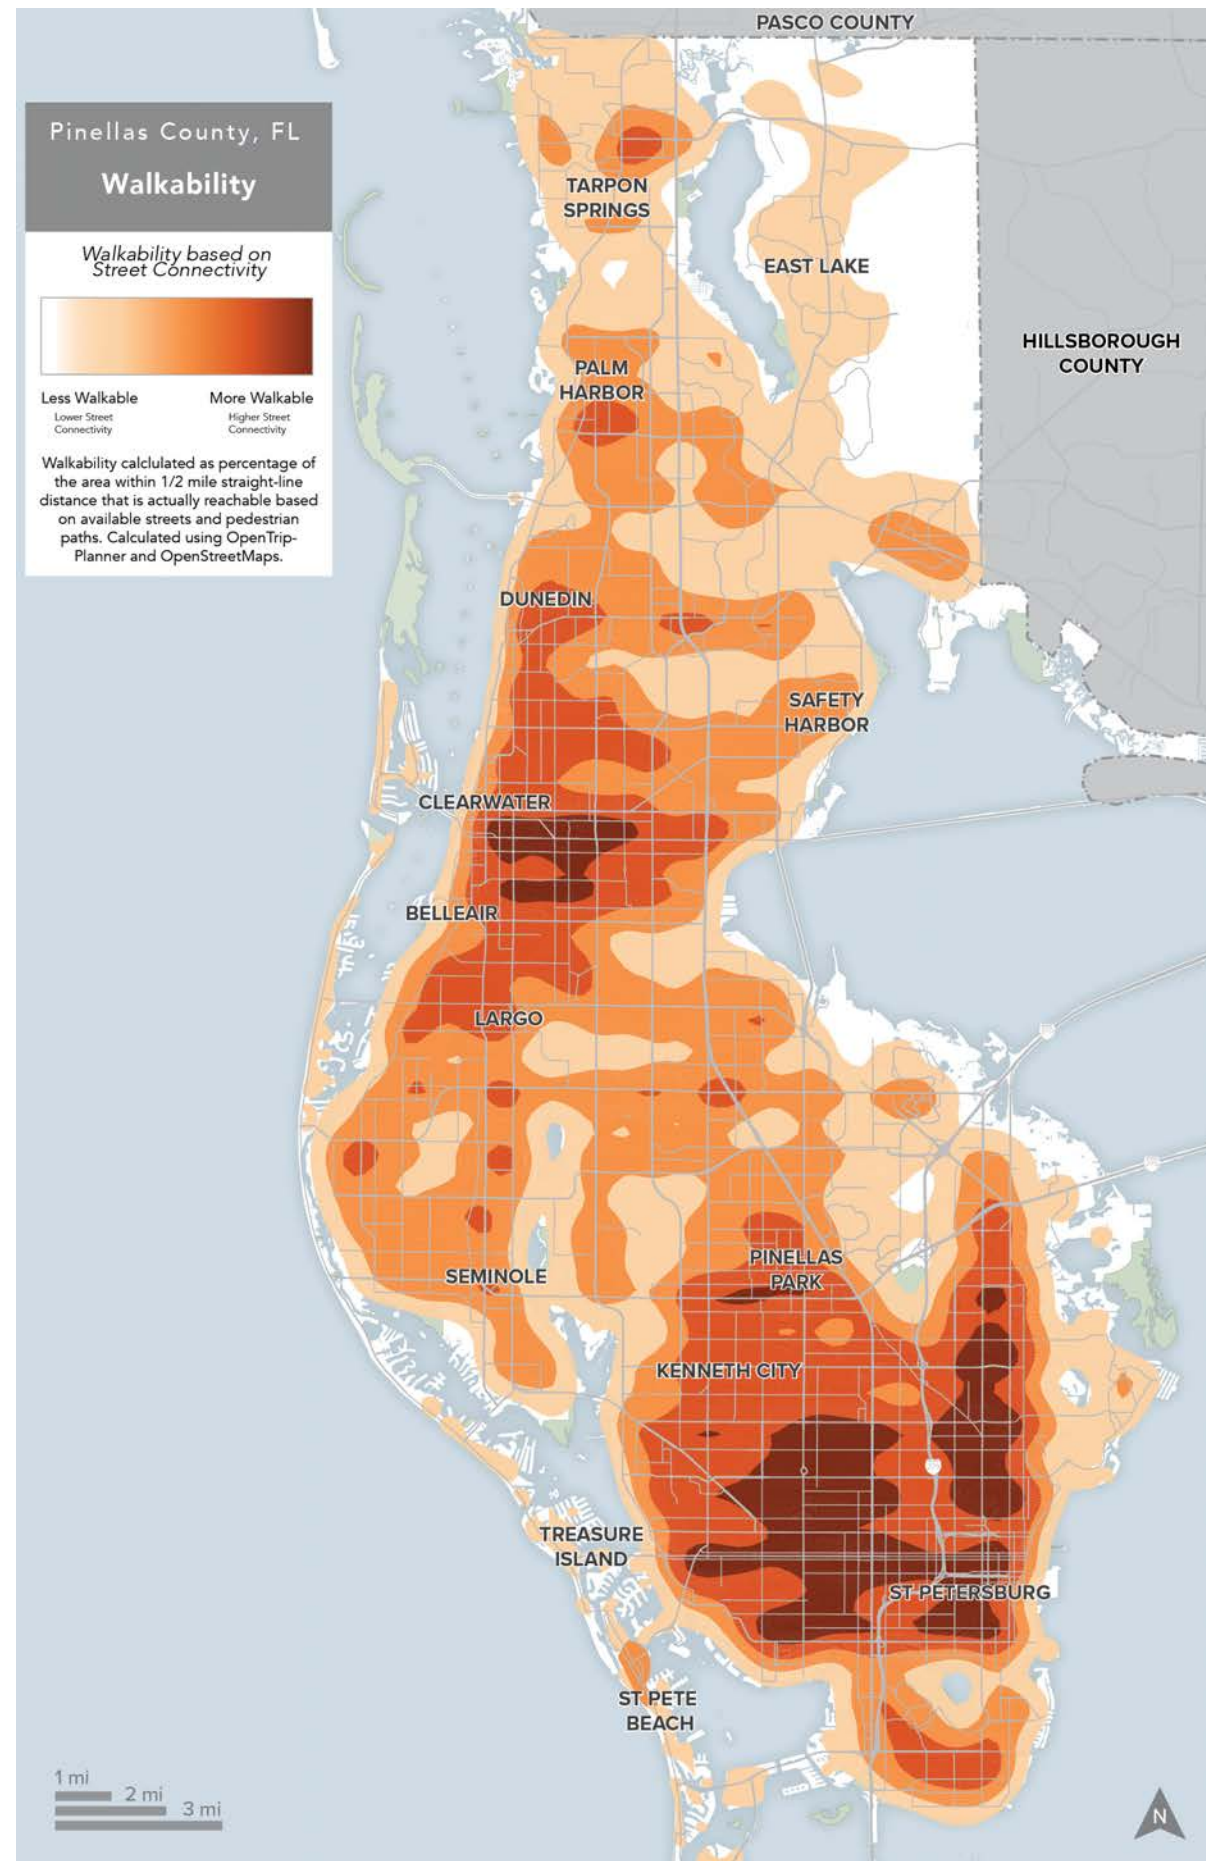 PASCO COUNTY
Pinellas County, FL
Walkability
Walkability based on
Street Connectivity
Less Walkable
More Walkable
Lower Street
Connectivity
Higher Street
Connectivity
Walkability calclulated as percentage of
the area within 1/2 mile straight-line
distance that is actually reachable based
on available streets and pedestrian
paths. Calculated using OpenTrip-
Planner and OpenStreetMaps.
TARPON
SPRINGS
EAST LAKE
HILLSBOROUGH
COUNTY
PALM
HARBOR
DUNEDIN
SAFETY
HARBOR
CLEARWATER
BELLEAIR
LARGO
PINELLAS
PARK
SEMINOLE
KENNETH CITY
TREASURE
ISLAND
ST PETERSBURG
ST PETE
BEACH
1 mi
2 mi
3 mi
N